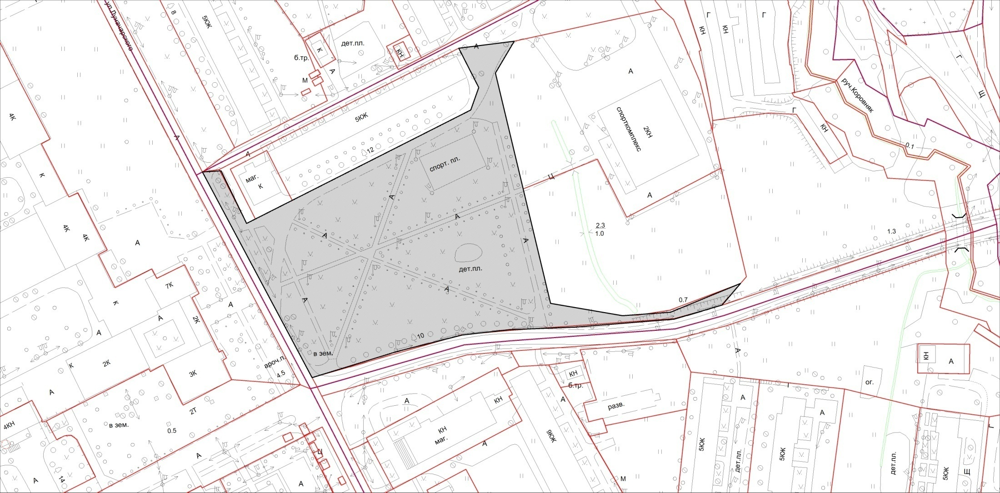 ул.Луначарского
8
5КЖ
К
дет.пл.
КН
б.тр.
А
М
А
А
КН
Г
КН
Г
Г
Щ
руч.Коровняк
Г
КН
0.1
4К
А
5КЖ
12
А
маг.
К
спорт. пл.
А
спорткомплекс
2КН
Ц
А
К
4К
4К
А
А
А
А
А
2.3
1.0
1.3
дет.пл.
А
А
0.7
7К
К
А
А
2К
А
10
в зем.
К
2К
3К
ароч.п.
4.5
А
2Т
4КН
в зем.
0.5
А
А
14
Ц
А
А
КН
КН
маг.
А
9КЖ
КН
б.тр.
А
разв.
М
А
Г
ог.
КН
А
А
А
5КЖ
дет.пл.
5КЖ
дет.пл.
5КЖ
Г